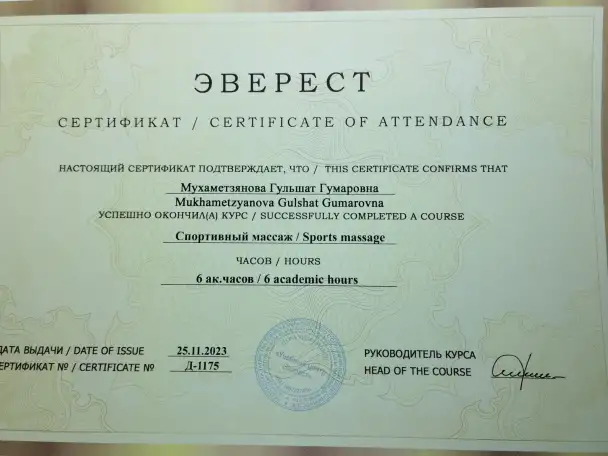 ЭВЕРЕСТ
СЕРТИФИКАТ / CERTIFICATE OF ATTENDANCE
НАСТОЯЩИЙ СЕРТИФИКАТ ПОДТВЕРЖДАЕТ, ЧТО / THIS CERTIFICATE CONFIRMS THAT
Мухаметзянова Гульшат Гумаровна
Mukhametzyanova Gulshat Gumarovna
УСПЕШНО ОКОНЧИЛ(А) КУРС / SUCCESSFULLY COMPLETED A COURSE
Спортивный массаж / Sports massage
ЧАСОВ / HOURS
6 ак.часов / 6 academic hours
ДАТА ВЫДАЧИ / DATE OF ISSUE 25.11.2023
ЕРТИФИКАТ № / CERTIFICATE № Д-1175
РУКОВОДИТЕЛЬ КУРСА
HEAD OF THE COURSE